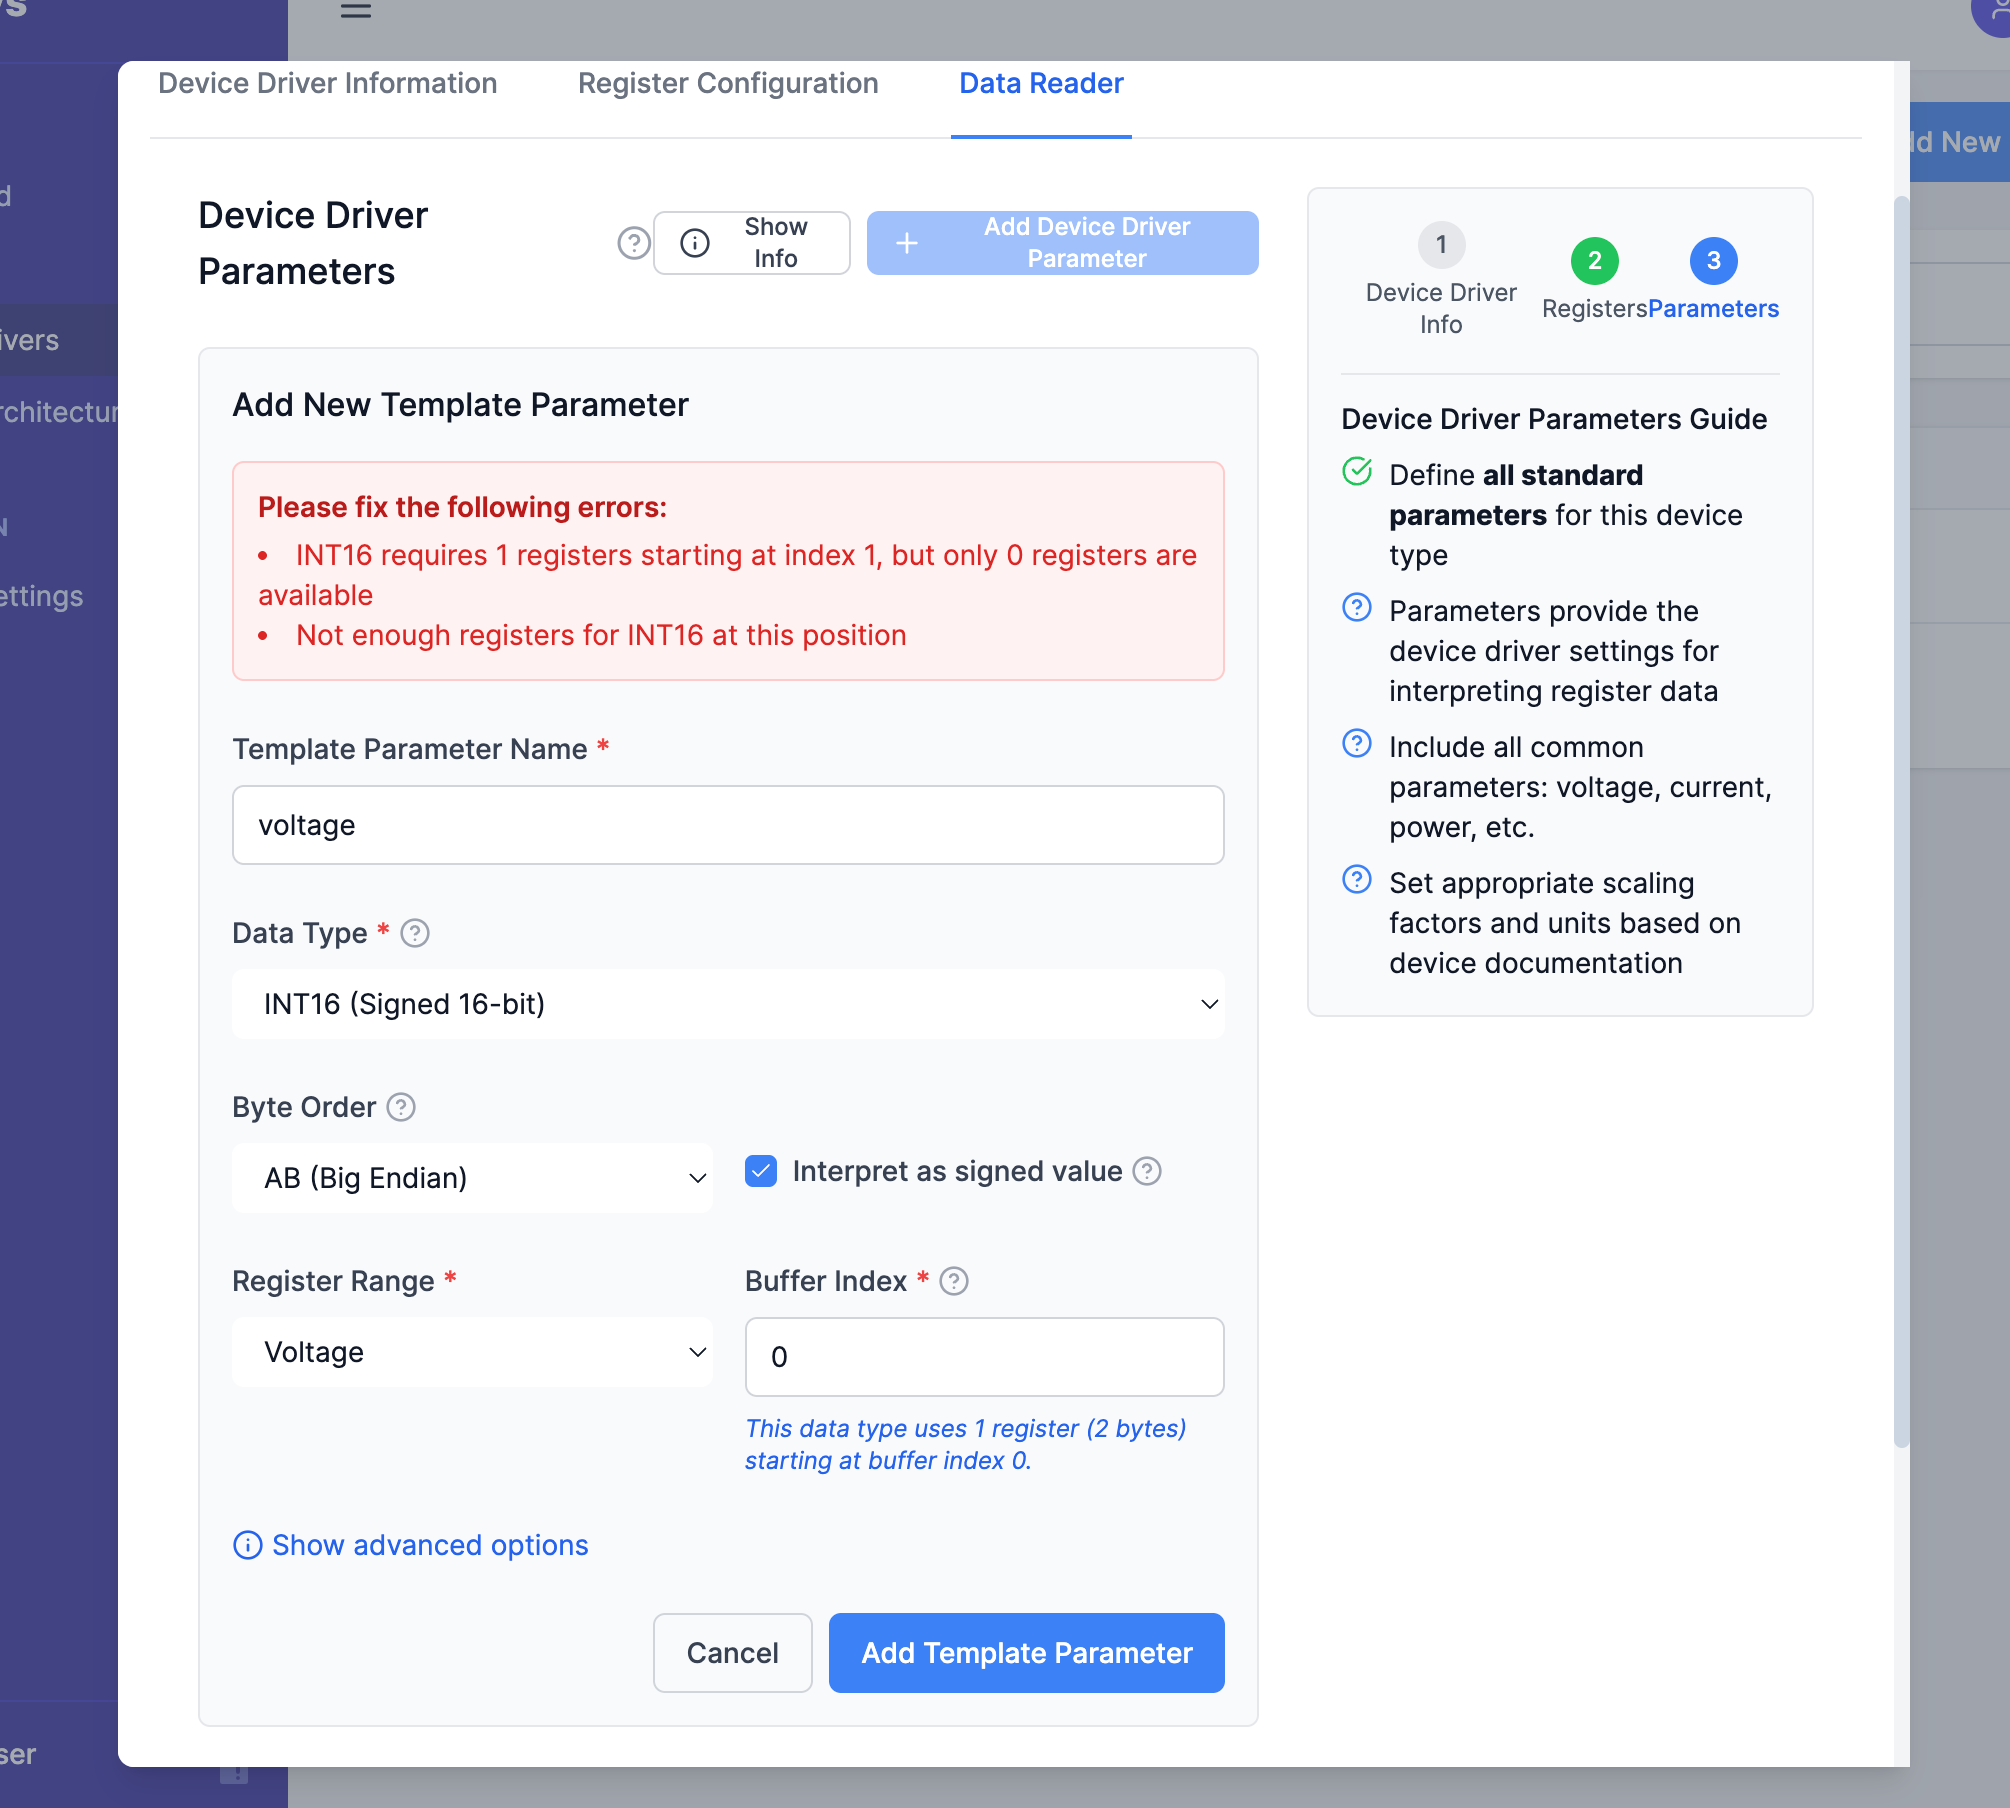 Device Driver Information
Register Configuration
Data Reader
dd New
Device Driver
Parameters
Show
Info
Add Device Driver
Parameter
1
Device Driver
Info
2
Registers
3
Parameters
Add New Template Parameter
Please fix the following errors:
• INT16 requires 1 registers starting at index 1, but only 0 registers are
available
• Not enough registers for INT16 at this position
Template Parameter Name *
voltage
Data Type *
INT16 (Signed 16-bit)
Byte Order
AB (Big Endian)
Interpret as signed value
Register Range *
Voltage
Buffer Index *
0
This data type uses 1 register (2 bytes)
starting at buffer index 0.
Show advanced options
Cancel
Add Template Parameter
Device Driver Parameters Guide
Define all standard
parameters for this device
type
Parameters provide the
device driver settings for
interpreting register data
Include all common
parameters: voltage, current,
power, etc.
Set appropriate scaling
factors and units based on
device documentation
ivers
rchitectur
ettings
ser